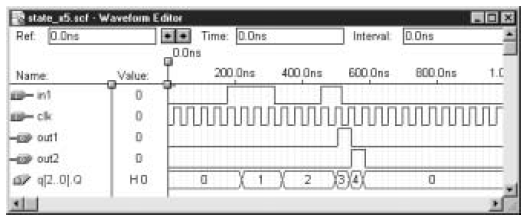 state_x5.scf - Waveform Editor
Ref: 0.0ns Time: 0.0ns Interval: 0.0ns
0.0ns
Name: Value: 200.0ns 400.0ns 600.0ns 800.0ns 1.0
in1 0
clk 0
out1 0
out2 0
q[2..0].Q H 0 0 1 2 3 4 0